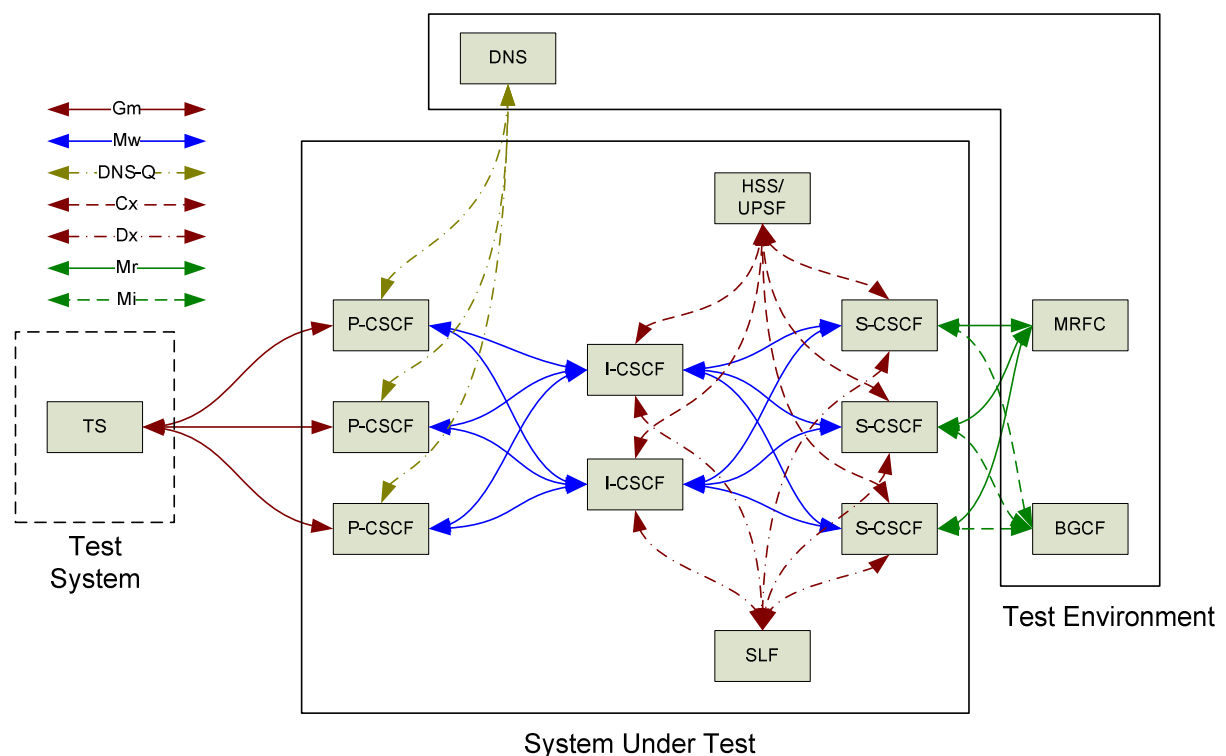 DNS
Gm
Mw
DNS-Q
Cx
Dx
Mr
Mi
HSS/
UPSF
P-CSCF
S-CSCF
MRFC
I-CSCF
TS
P-CSCF
S-CSCF
I-CSCF
P-CSCF
S-CSCF
BGCF
Test
System
Test Environment
SLF
System Under Test